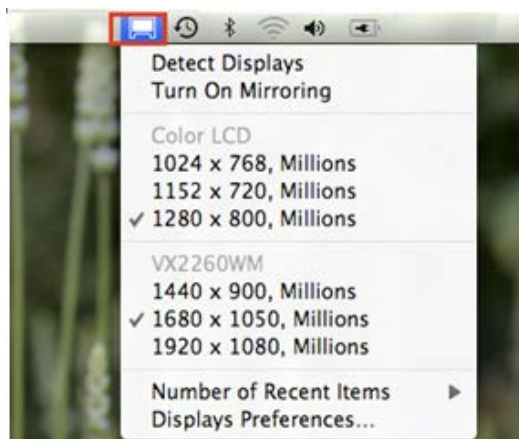 Detect Displays
Turn On Mirroring
Color LCD
1024 x 768, Millions
1152 x 720, Millions
✓ 1280 x 800, Millions
VX2260WM
1440 x 900, Millions
✓ 1680 x 1050, Millions
1920 x 1080, Millions
Number of Recent Items
Displays Preferences...